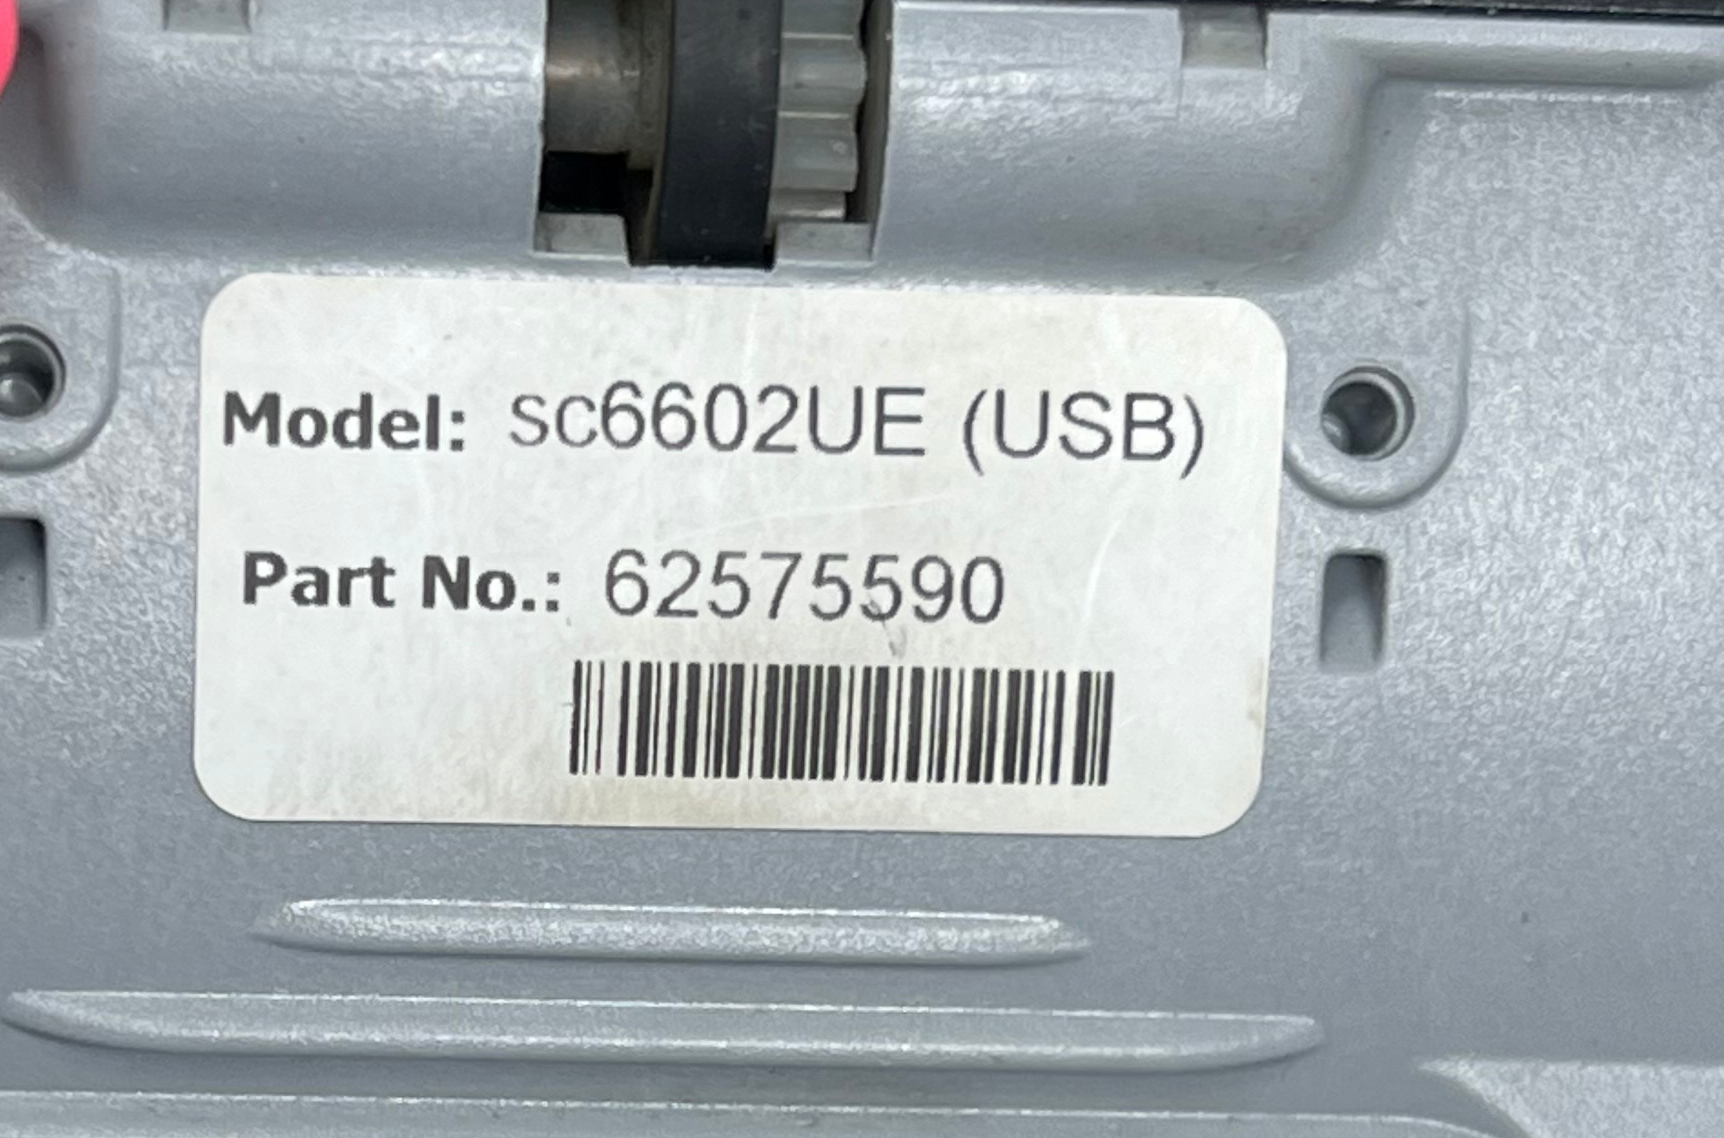 Model: SC6602UE (USB)
Part No.: 62575590